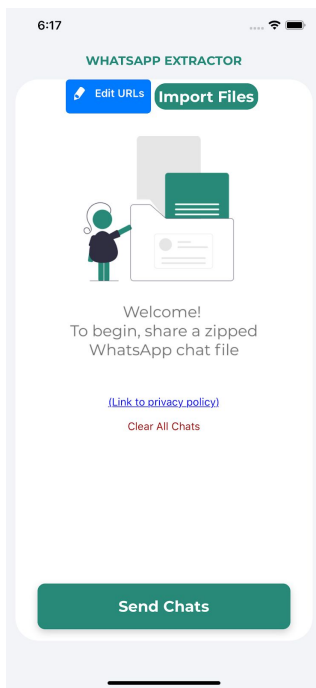 6:17
WHATSAPP EXTRACTOR
Edit URLs Import Files
Welcome!
To begin, share a zipped
WhatsApp chat file
(Link to privacy policy)
Clear All Chats
Send Chats